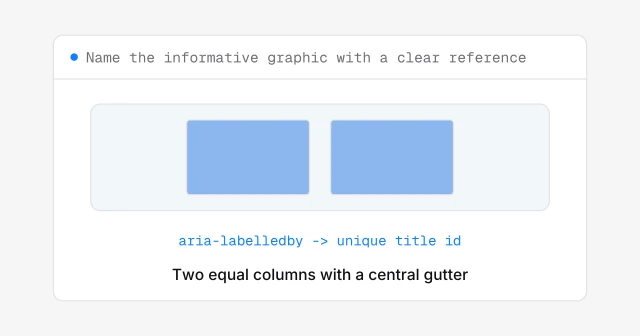 Name the informative graphic with a clear reference
aria-labelledby -> unique title id
Two equal columns with a central gutter